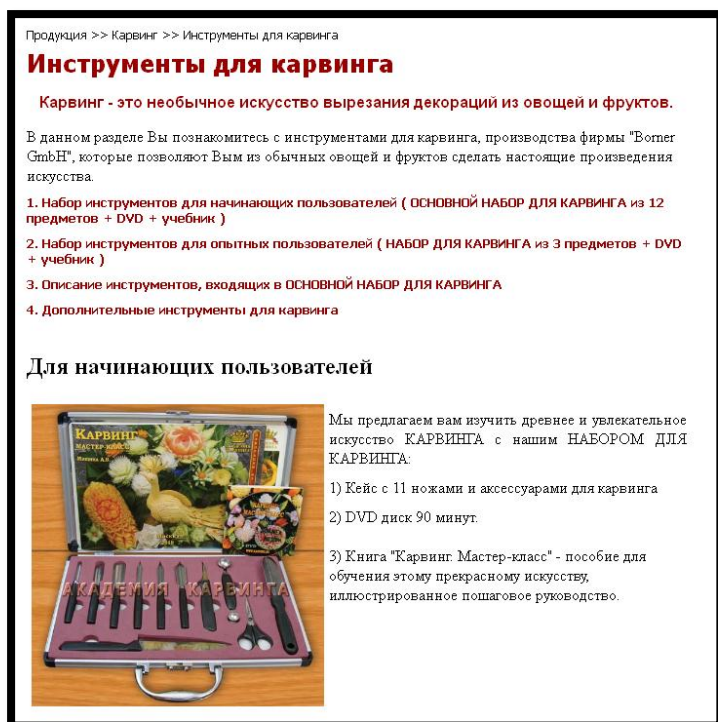 Продукция >> Карвинг >> Инструменты для карвинга
Инструменты для карвинга
Карвинг - это необычное искусство вырезания декораций из овощей и фруктов.
В данном разделе Вы познакомитесь с инструментами для карвинга, производства фирмы "Borner
GmbH", которые позволяют Вым из обычных овощей и фруктов сделать настоящие произведения
искусства.
1. Набор инструментов для начинающих пользователей ( ОСНОВНОЙ НАБОР ДЛЯ КАРВИНГА из 12
предметов + DVD + учебник )
2. Набор инструментов для опытных пользователей ( НАБОР ДЛЯ КАРВИНГА из 3 предметов + DVD
+ учебник )
3. Описание инструментов, входящих в ОСНОВНОЙ НАБОР ДЛЯ КАРВИНГА
4. Дополнительные инструменты для карвинга
Для начинающих пользователей
КАРВИНГ
МАСТЕР-КЛАСС
АКАДЕМИЯ КАРВИНГА
Мы предлагаем вам изучить древнее и увлекательное
искусство КАРВИНГА с нашим НАБОРОМ ДЛЯ
КАРВИНГА:
1) Кейс с 11 ножами и аксессуарами для карвинга
2) DVD диск 90 минут.
3) Книга "Карвинг. Мастер-класс" - пособие для
обучения этому прекрасному искусству,
иллюстрированное пошаговое руководство.